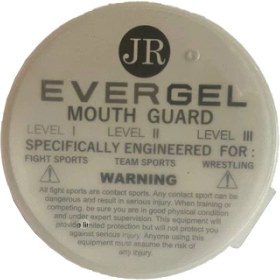 JR
EVERGEL
MOUTH GUARD
LEVEL I LEVEL II LEVEL III
SPECIFICALLY ENGINEERED FOR :
FIGHT SPORTS TEAM SPORTS WRESTLING
WARNING
All fight sports are contact sports. Any contact sport can be
dangerous and result in serious injury. When training or
competing, be sure you are in good physical condition
and under expert supervision. This equipment
provide limited protection but will not protect you
against serious injury. Anyone using this
equipment must assumes the risk of
any injury.